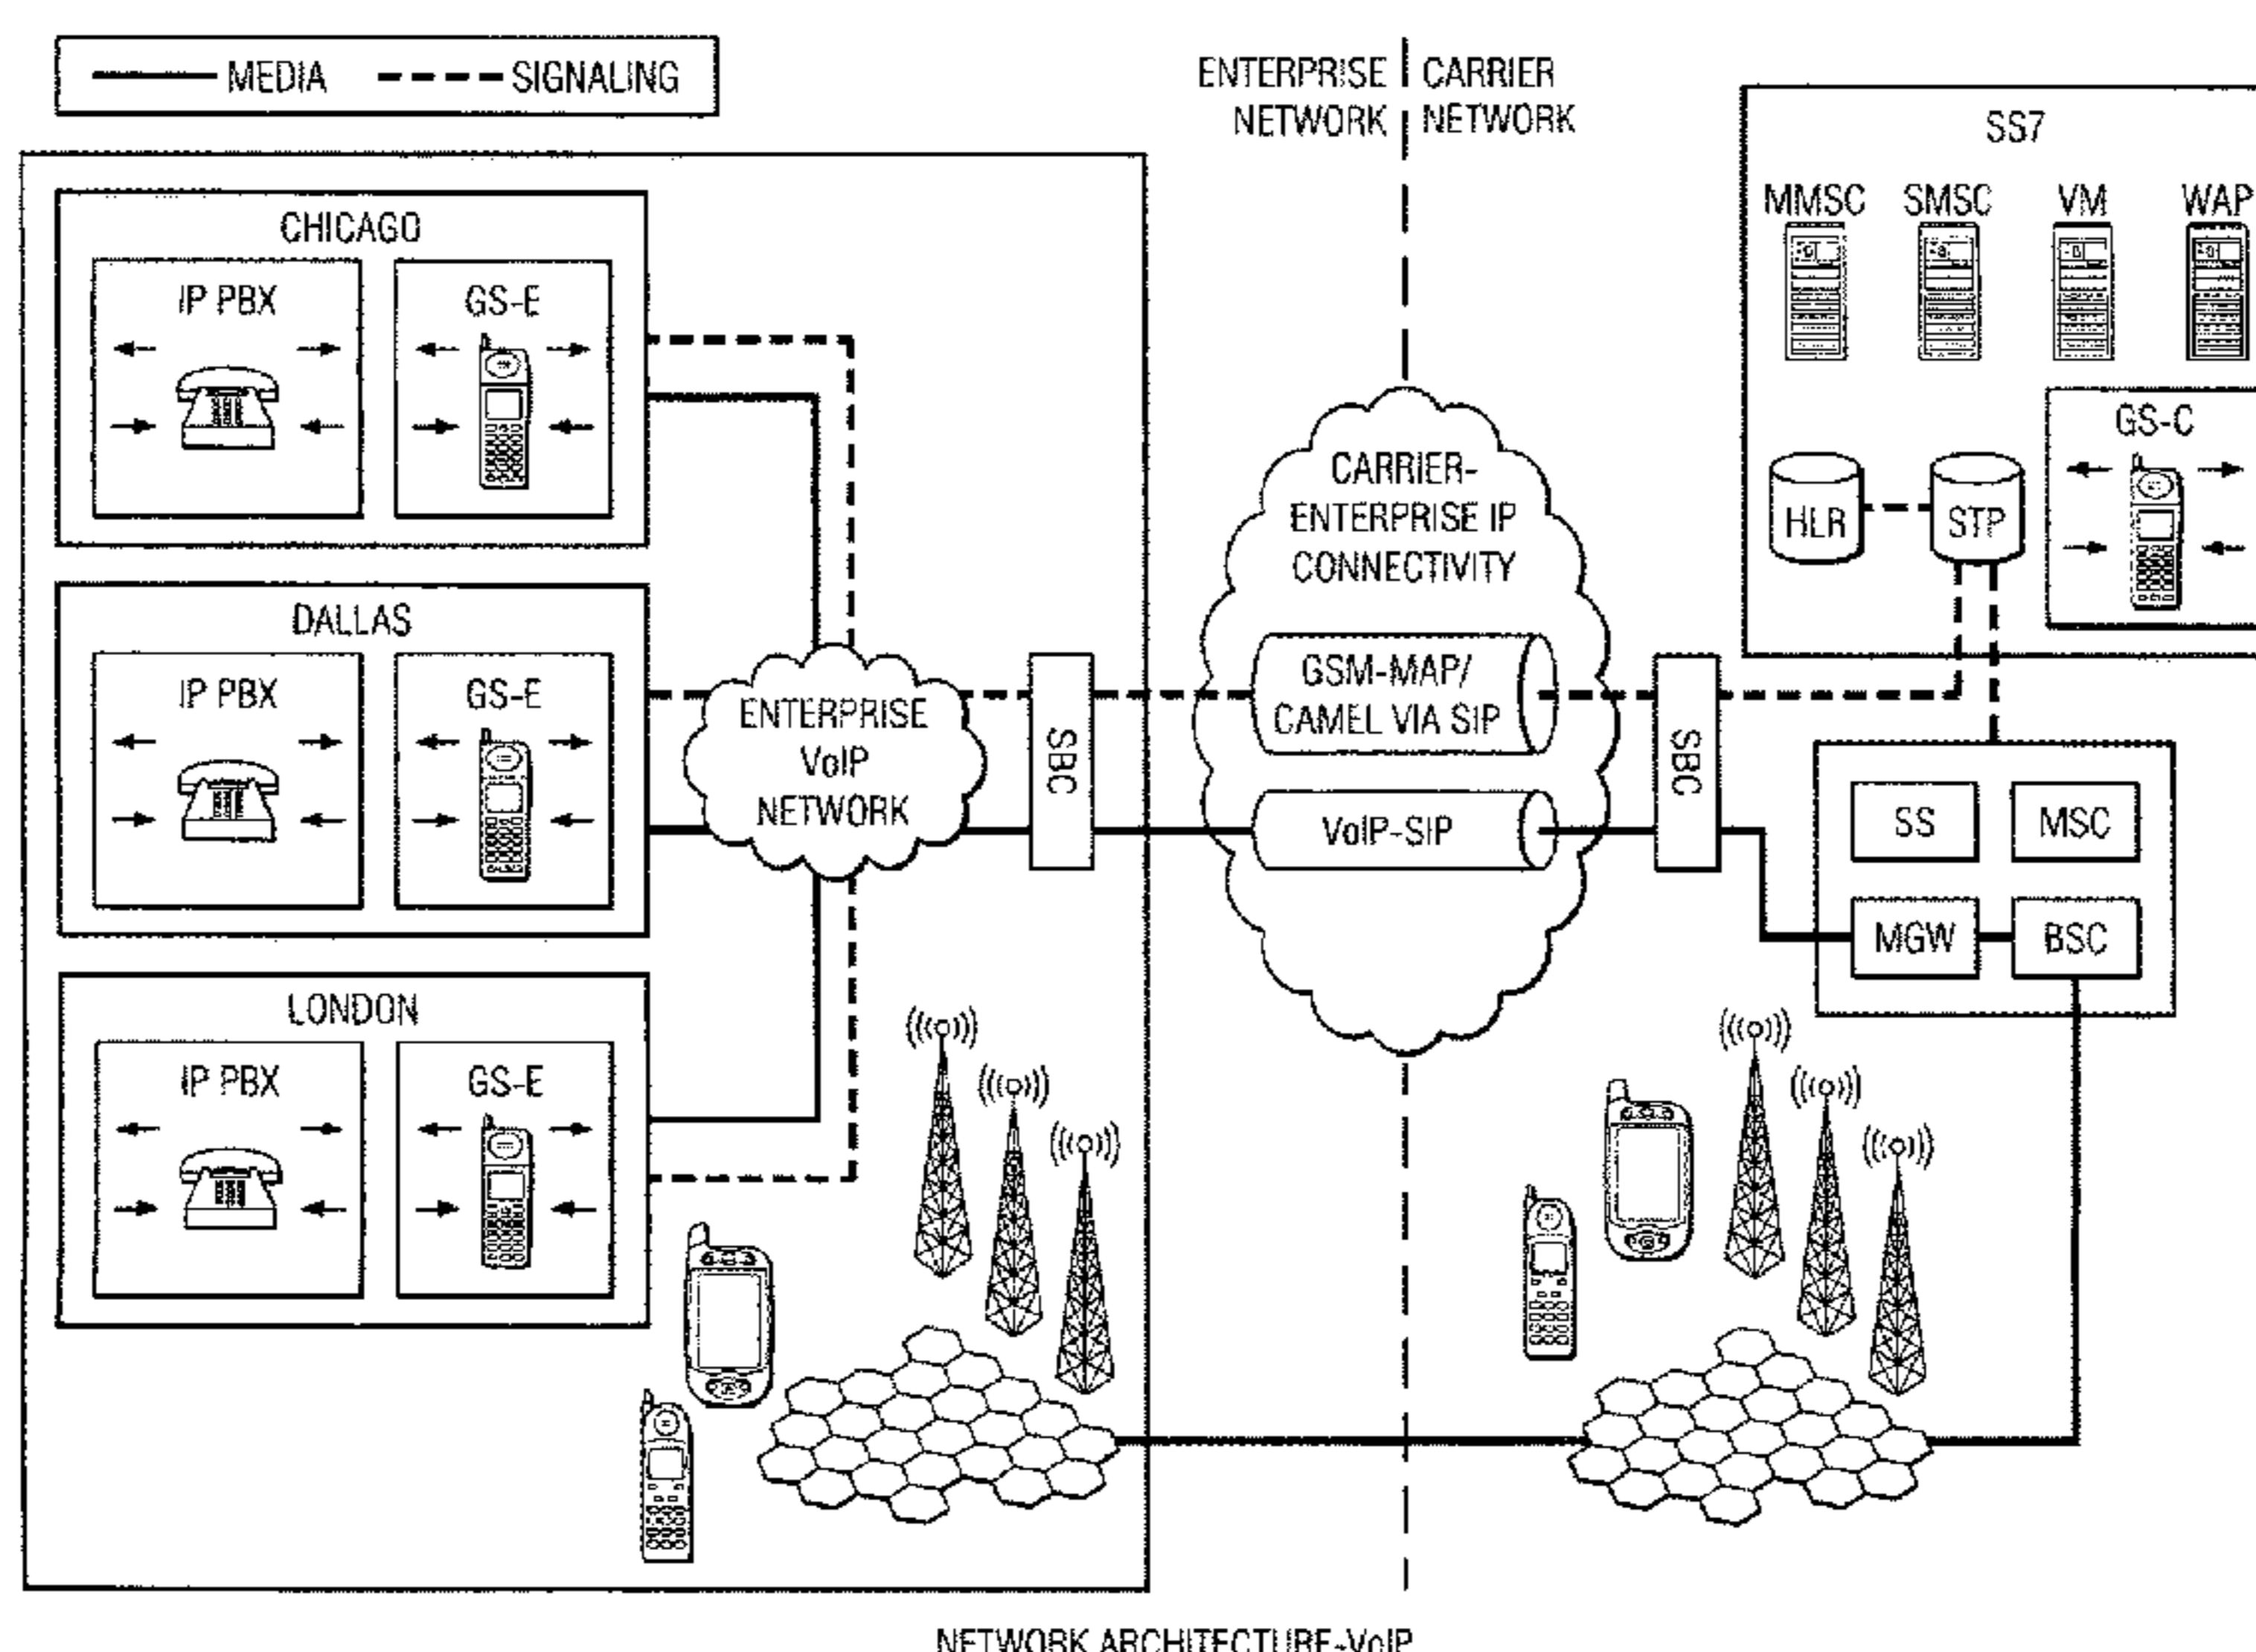 MEDIA
SIGNALING
ENTERPRISE
NETWORK
CARRIER
NETWORK
SS7
MMSC
SMSC
VM
WAP
CHICAGO
IP PBX
GS-E
GS-C
HLR
STP
CARRIER-
ENTERPRISE IP
CONNECTIVITY
DALLAS
IP PBX
GS-E
ENTERPRISE
VoIP
NETWORK
SBC
GSM-MAP/
CAMEL VIA SIP
VoIP-SIP
SBC
SS
MSC
MGW
BSC
LONDON
IP PBX
GS-E
NETWORK ARCHITECTURE-VoIP